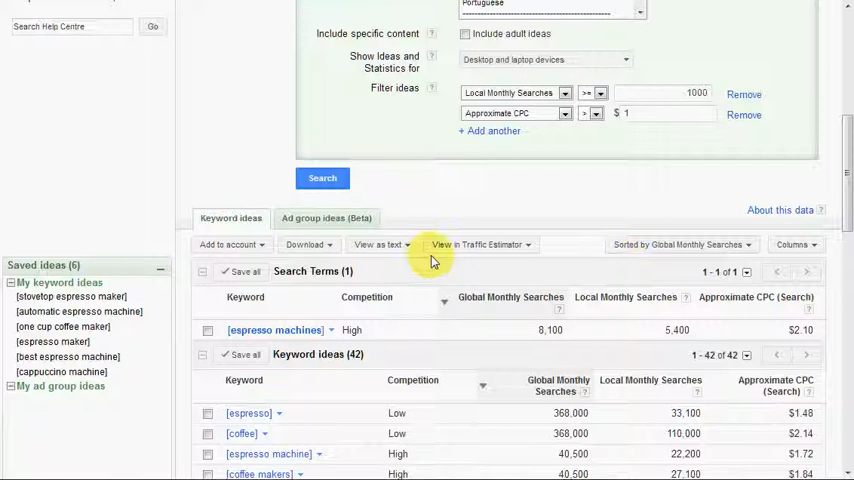 Portuguese
Search Help Centre Go
Include specific content ? Include adult ideas
Show Ideas and Statistics for ? Desktop and laptop devices
Filter ideas ? Local Monthly Searches >= 1000 Remove
Approximate CPC > $ 1 Remove
+ Add another
Search
About this data ?
Keyword ideas Ad group ideas (Beta)
Add to account Download View as text View in Traffic Estimator Sorted by Global Monthly Searches Columns
Saved ideas (6)
My keyword ideas
[stovetop espresso maker]
[automatic espresso machine]
[one cup coffee maker]
[espresso maker]
[best espresso machine]
[cappuccino machine]
My ad group ideas
Save all Search Terms (1) 1 - 1 of 1
Keyword Competition Global Monthly Searches ? Local Monthly Searches ? Approximate CPC (Search) ?
[espresso machines] High 8,100 5,400 $2.10
Save all Keyword ideas (42) 1 - 42 of 42
Keyword Competition Global Monthly Searches ? Local Monthly Searches ? Approximate CPC (Search) ?
[espresso] Low 368,000 33,100 $1.48
[coffee] Low 368,000 110,000 $2.14
[espresso machine] High 40,500 22,200 $1.72
[coffee makers] High 40,500 27,100 $1.84